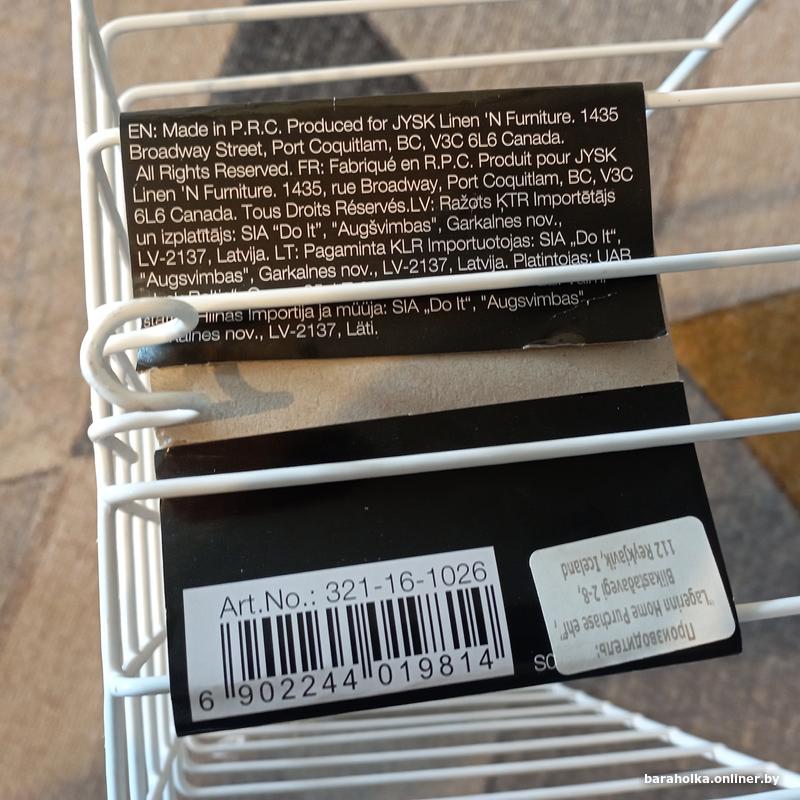 EN: Made in P.R.C. Produced for JYSK Linen 'N Furniture. 1435
Broadway Street, Port Coquitlam, BC, V3C 6L6 Canada.
All Rights Reserved. FR: Fabriqué en R.P.C. Produit pour JYSK
Linen 'N Furniture. 1435, rue Broadway, Port Coquitlam, BC, V3C
6L6 Canada. Tous Droits Réservés.LV: Ražots ĶTR Importētājs
un izplatītājs: SIA "Do It", "Augšvimbas", Garkalnes nov.,
LV-2137, Latvija. LT: Pagaminta KLR Importuotojas: SIA „Do It“,
"Augsvimbas", Garkalnes nov., LV-2137, Latvija. Platintojas: UAB
Hiinas Importija ja müüja: SIA „Do It", "Augsvimbas",
nov., LV-2137, Läti.
Art.No.: 321-16-1026
6 902244 019814
Производитель:
"Lagerinn Home Purchase ehf",
Blikastadavegi 2-8,
112 Reykjavik, Iceland
baraholka.onliner.by